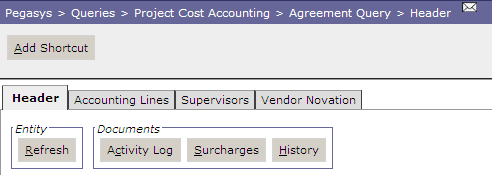 Pegasys > Queries > Project Cost Accounting > Agreement Query > Header
Add Shortcut
Header Accounting Lines Supervisors Vendor Novation
Entity Documents
Refresh Activity Log Surcharges History